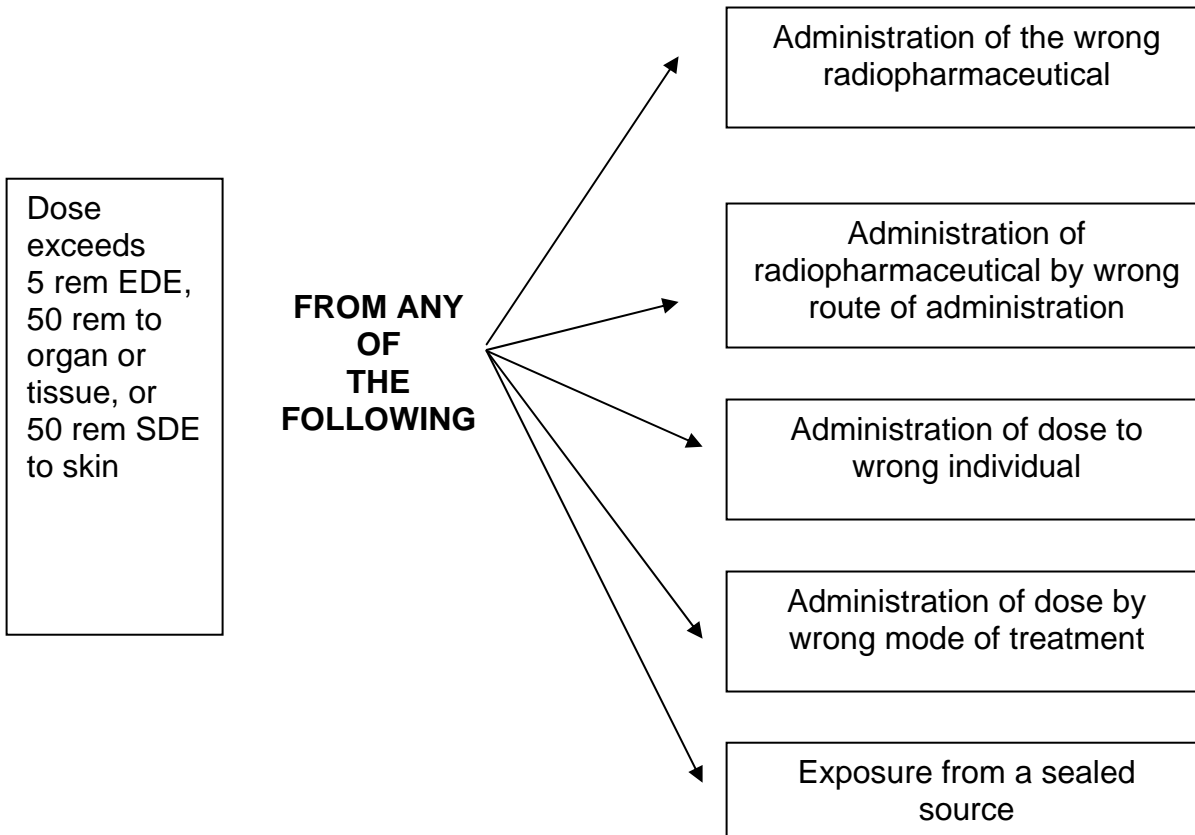 Dose
exceeds
5 rem EDE,
50 rem to
organ or
tissue, or
50 rem SDE
to skin
FROM ANY
OF
THE
FOLLOWING
Administration of the wrong
radiopharmaceutical
Administration of
radiopharmaceutical by wrong
route of administration
Administration of dose to
wrong individual
Administration of dose by
wrong mode of treatment
Exposure from a sealed
source